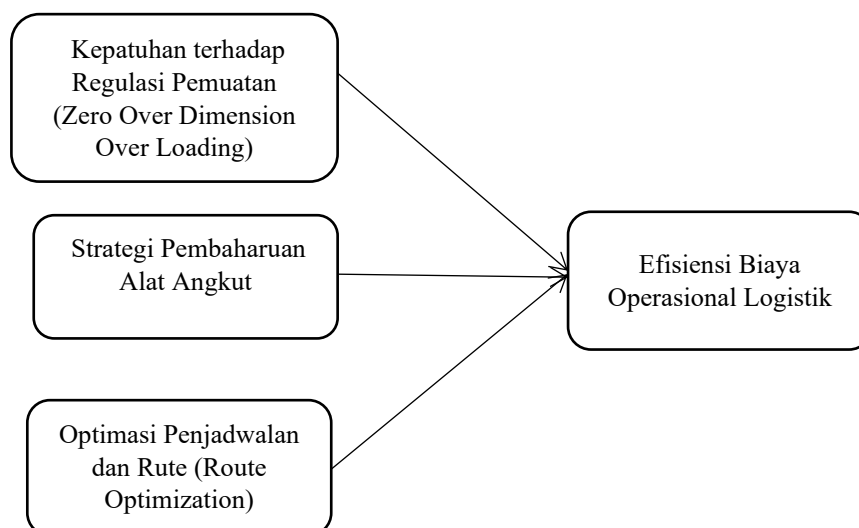 Kepatuhan terhadap
Regulasi Pemuatan
(Zero Over Dimension
Over Loading)
Strategi Pembaharuan
Alat Angkut
Efisiensi Biaya
Operasional Logistik
Optimasi Penjadwalan
dan Rute (Route
Optimization)